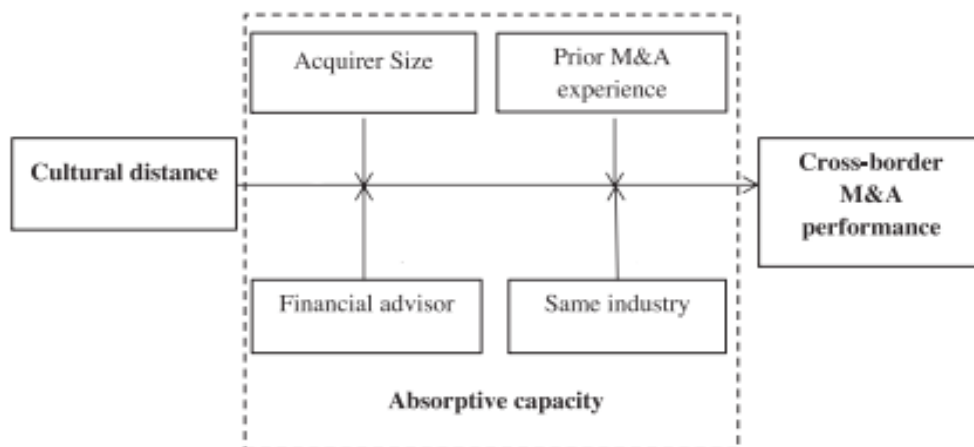 Acquirer Size
Prior M&A
experience
Cultural distance
Cross-border
M&A
performance
Financial advisor
Same industry
Absorptive capacity